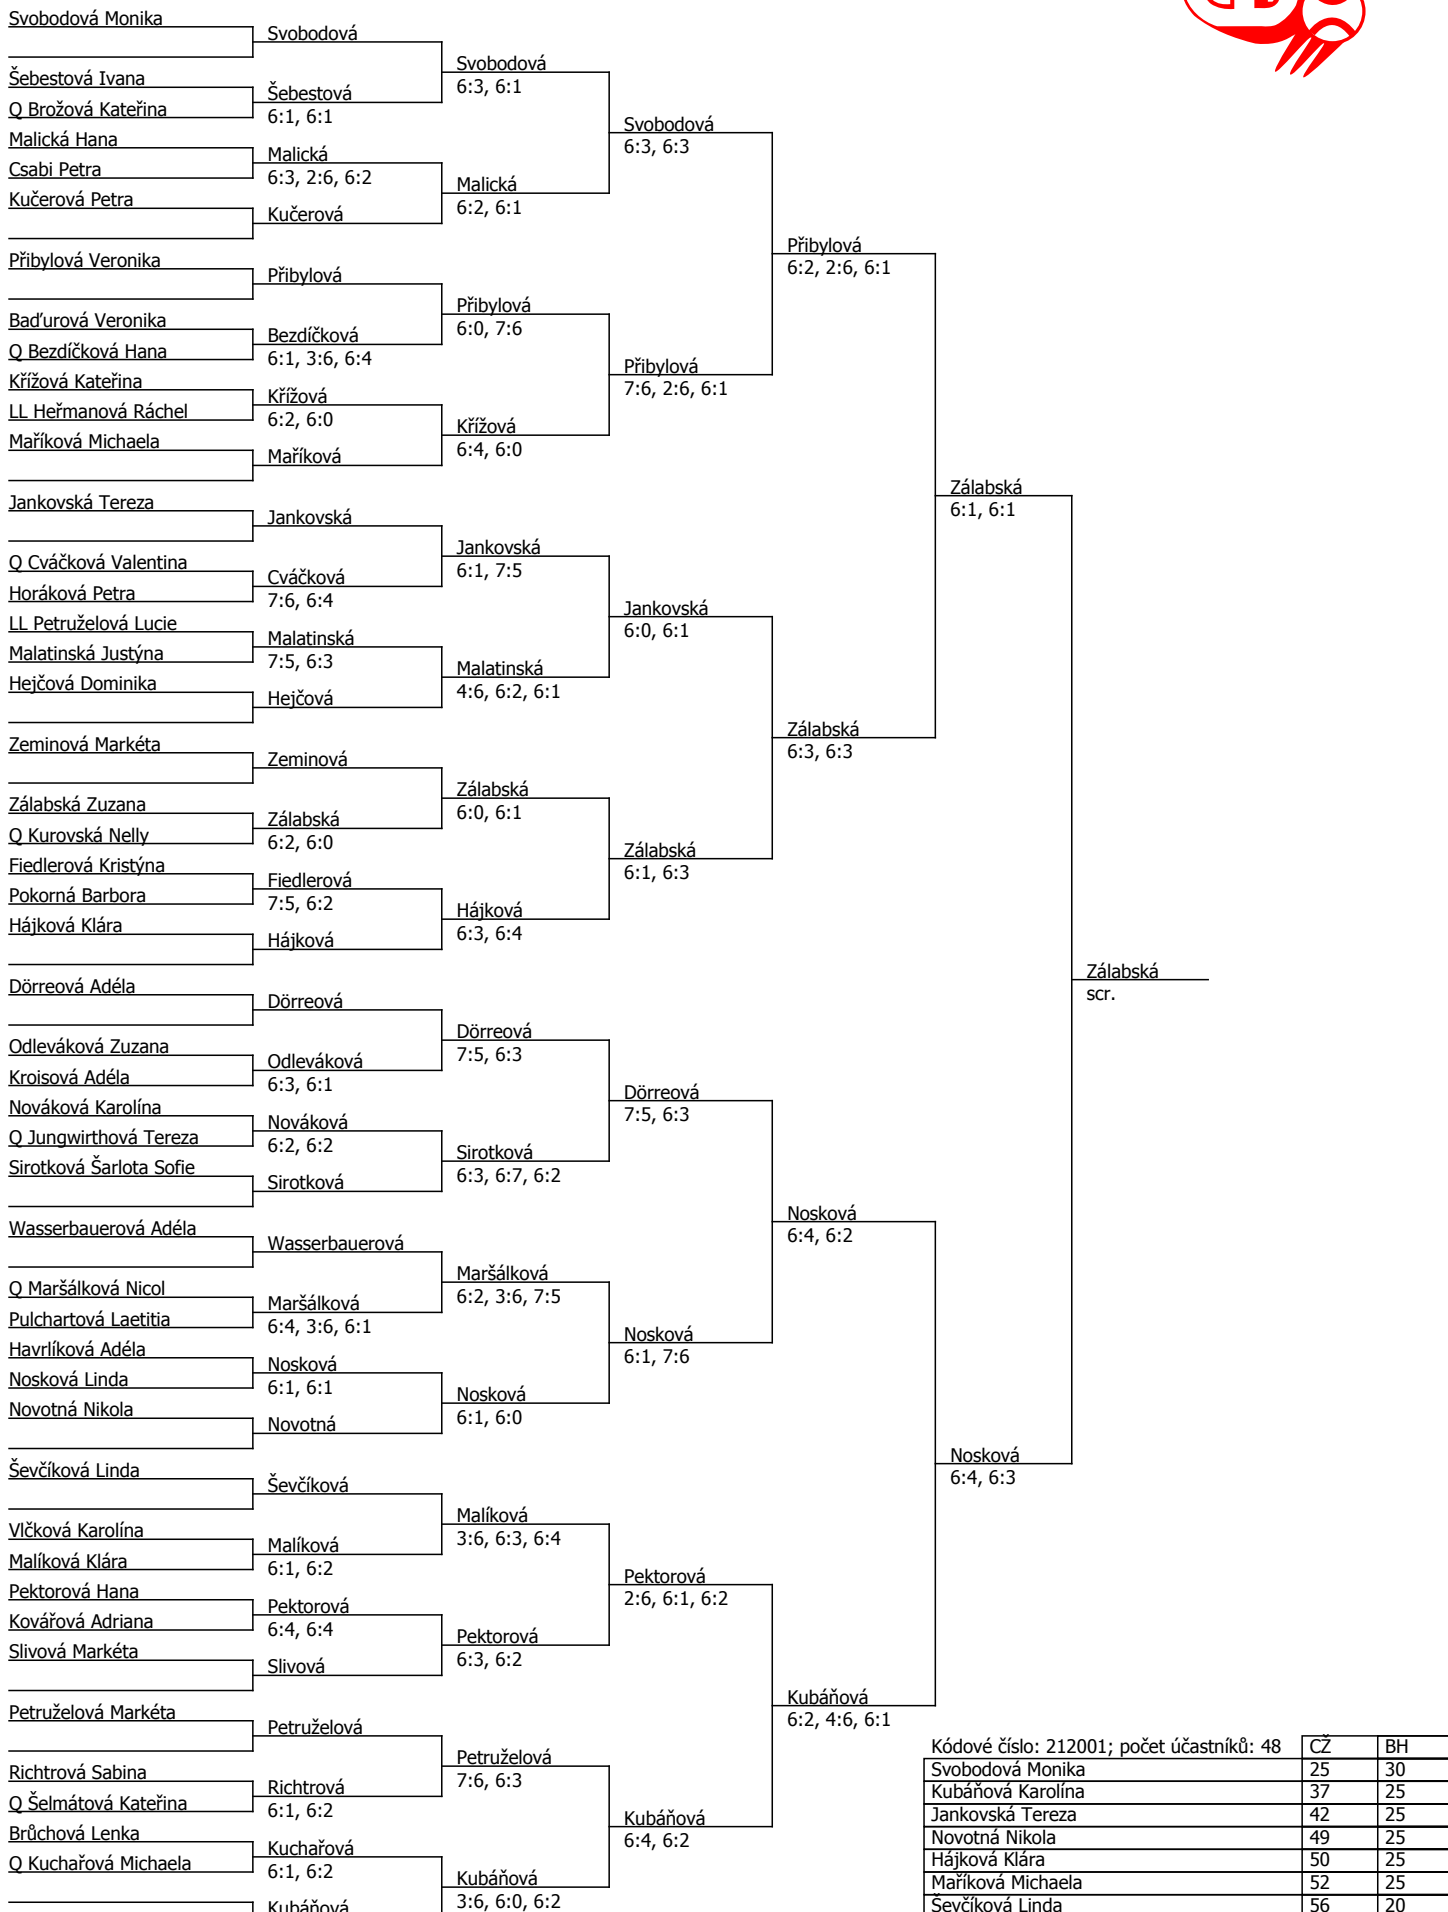 Svobodová Monika
Šebestová Ivana
Q Brožová Kateřina
Malická Hana
Csabi Petra
Kučerová Petra
Přibylová Veronika
Baďurová Veronika
Q Bezdíčková Hana
Křížová Kateřina
LL Heřmanová Ráchel
Maříková Michaela
Jankovská Tereza
Q Cváčková Valentina
Horáková Petra
LL Petruželová Lucie
Malatinská Justýna
Hejčová Dominika
Zeminová Markéta
Zálabská Zuzana
Q Kurovská Nelly
Fiedlerová Kristýna
Pokorná Barbora
Hájková Klára
Dörreová Adéla
Odleváková Zuzana
Kroisová Adéla
Nováková Karolína
Q Jungwirthová Tereza
Sirotková Šarlota Sofie
Wasserbauerová Adéla
Q Maršálková Nicol
Pulchartová Laetitia
Havrlíková Adéla
Nosková Linda
Novotná Nikola
Ševčíková Linda
Vlčková Karolína
Malíková Klára
Pektorová Hana
Kovářová Adriana
Slivová Markéta
Petruželová Markéta
Richtrová Sabina
Q Šelmátová Kateřina
Brůchová Lenka
Q Kuchařová Michaela
Svobodová
Šebestová
6:1, 6:1
Malická
6:3, 2:6, 6:2
Kučerová
Přibylová
Bezdíčková
6:1, 3:6, 6:4
Křížová
6:2, 6:0
Maříková
Jankovská
Cváčková
7:6, 6:4
Malatinská
7:5, 6:3
Hejčová
Zeminová
Zálabská
6:2, 6:0
Fiedlerová
7:5, 6:2
Hájková
Dörreová
Odleváková
6:3, 6:1
Nováková
6:2, 6:2
Sirotková
Wasserbauerová
Maršálková
6:4, 3:6, 6:1
Nosková
6:1, 6:1
Novotná
Ševčíková
Malíková
6:1, 6:2
Pektorová
6:4, 6:4
Slivová
Petruželová
Richtrová
6:1, 6:2
Kuchařová
6:1, 6:2
Kubáňová
Svobodová
6:3, 6:1
Malická
6:2, 6:1
Přibylová
6:0, 7:6
Křížová
6:4, 6:0
Jankovská
6:1, 7:5
Malatinská
4:6, 6:2, 6:1
Zálabská
6:0, 6:1
Hájková
6:3, 6:4
Dörreová
7:5, 6:3
Sirotková
6:3, 6:7, 6:2
Maršálková
6:2, 3:6, 7:5
Nosková
6:1, 6:0
Malíková
3:6, 6:3, 6:4
Pektorová
6:3, 6:2
Petruželová
7:6, 6:3
Kubáňová
3:6, 6:0, 6:2
Svobodová
6:3, 6:3
Přibylová
7:6, 2:6, 6:1
Jankovská
6:0, 6:1
Zálabská
6:1, 6:3
Dörreová
7:5, 6:3
Nosková
6:1, 7:6
Pektorová
2:6, 6:1, 6:2
Kubáňová
6:4, 6:2
Přibylová
6:2, 2:6, 6:1
Zálabská
6:3, 6:3
Nosková
6:4, 6:2
Kubáňová
6:2, 4:6, 6:1
Zálabská
6:1, 6:1
Nosková
6:4, 6:3
Zálabská
scr.
Kódové číslo: 212001; počet účastníků: 48 CŽ BH
Svobodová Monika 25 30
Kubáňová Karolína 37 25
Jankovská Tereza 42 25
Novotná Nikola 49 25
Hájková Klára 50 25
Maříková Michaela 52 25
Ševčíková Linda 56 20